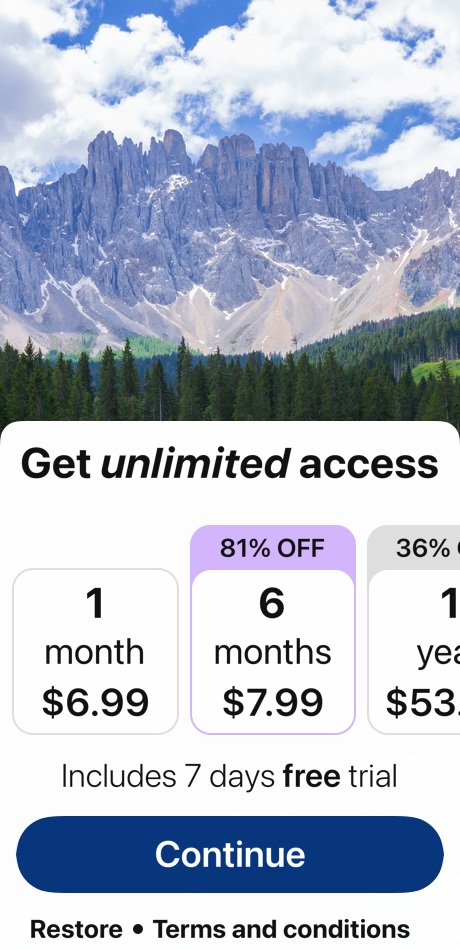 Get unlimited access
81% OFF
36%
1
month
$6.99
6
months
$7.99
1
$53.
Includes 7 days free trial
Continue
Restore • Terms and conditions